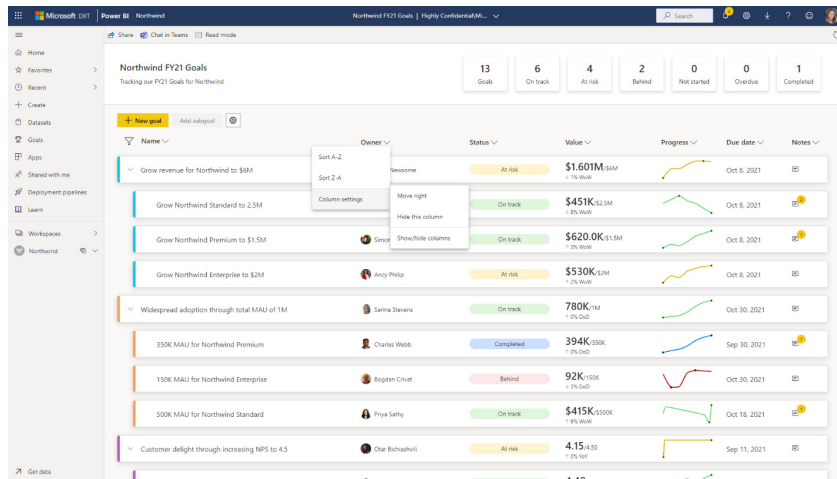 Microsoft DXT Power BI Northwind Northwind FY21 Goals | Highly Confidential\Mi... Search
Share Chat in Teams Read mode
Home
Favorites
Recent
Create
Datasets
Goals
Apps
Shared with me
Deployment pipelines
Learn
Workspaces
Northwind
Get data
Northwind FY21 Goals
Tracking our FY21 Goals for Northwind
13 6 4 2 0 0 1
Goals On track At risk Behind Not started Overdue Completed
New goal Add subgoal
Name Owner Status Value Progress Due date Notes
Sort A-Z
Sort Z-A
Column settings
Move right
Hide this column
Show/hide columns
Grow revenue for Northwind to $6M Newsome At risk $1.601M/$6M Oct 8, 2021
1% WoW
Grow Northwind Standard to 2.5M On track $451K/$2.5M Oct 8, 2021
8% WoW
Grow Northwind Premium to $1.5M Simon On track $620.0K/$1.5M Oct 8, 2021
3% WoW
Grow Northwind Enterprise to $2M Ancy Philip At risk $530K/$2M Oct 8, 2021
2% WoW
Widespread adoption through total MAU of 1M Sarina Stevens On track 780K/1M Oct 30, 2021
0% DoD
350K MAU for Northwind Premium Charles Webb Completed 394K/350K Sep 30, 2021
0% DoD
150K MAU for Northwind Enterprise Bogdan Crivat Behind 92K/150K Oct 30, 2021
3% DoD
500K MAU for Northwind Standard Priya Sathy On track $415K/$500K Oct 18, 2021
9% WoW
Customer delight through increasing NPS to 4.5 Otar Bichiashvili At risk 4.15/4.50 Sep 11, 2021
0% YoY